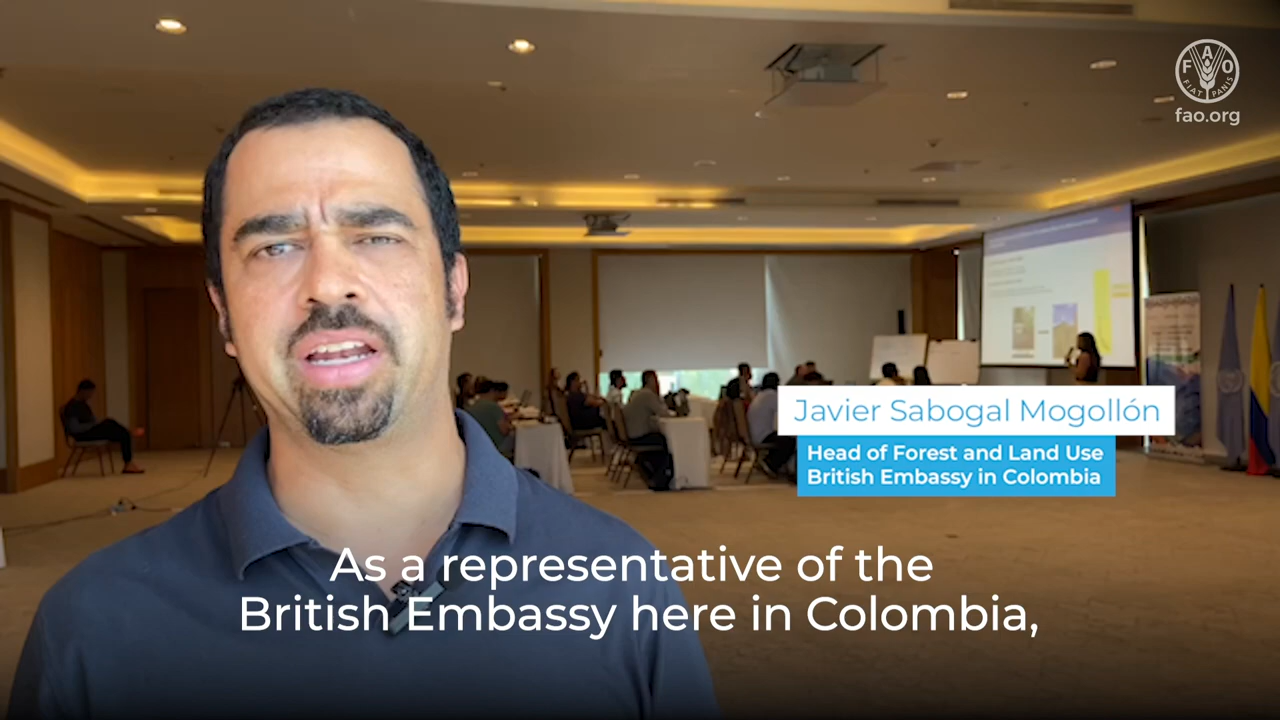 F A O
FIAT PANIS
fao.org
Javier Sabogal Mogollón
Head of Forest and Land Use
British Embassy in Colombia
As a representative of the
British Embassy here in Colombia,